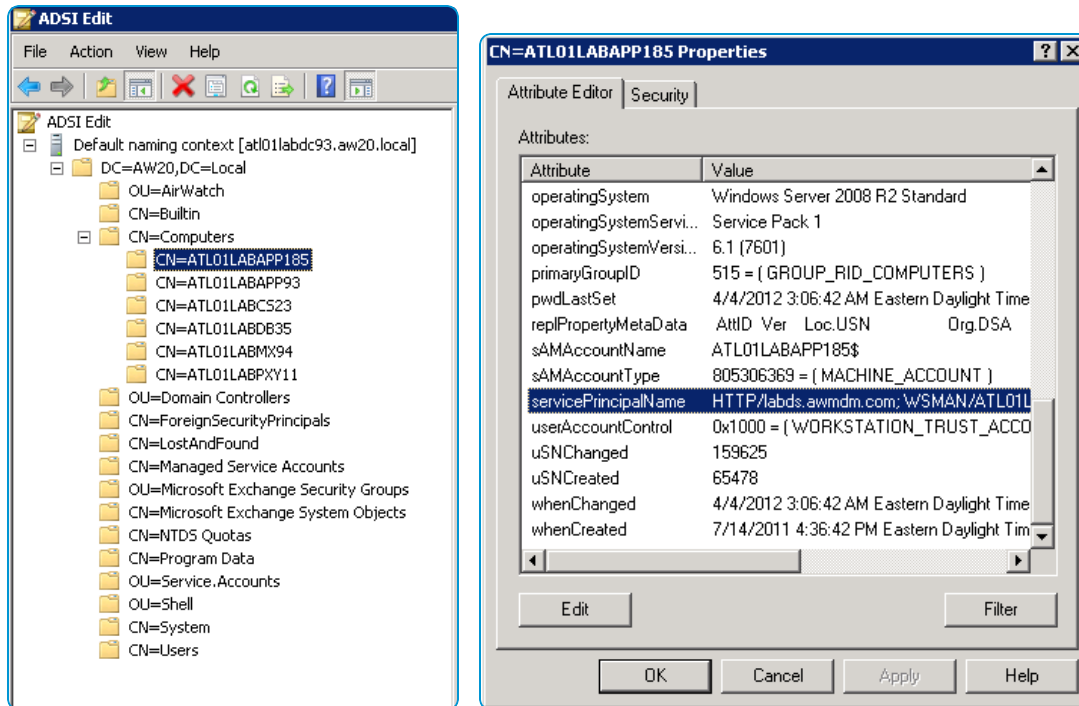 ADSI Edit
File Action View Help
ADSI Edit
Default naming context [atl01labdc93.aw20.local]
DC=AW20,DC=Local
OU=AirWatch
CN=Builtin
CN=Computers
CN=ATL01LABAPP185
CN=ATL01LABAPP93
CN=ATL01LABCS23
CN=ATL01LABDB35
CN=ATL01LABMX94
CN=ATL01LABPXY11
OU=Domain Controllers
CN=ForeignSecurityPrincipals
CN=LostAndFound
CN=Managed Service Accounts
OU=Microsoft Exchange Security Groups
CN=Microsoft Exchange System Objects
CN=NTDS Quotas
CN=Program Data
OU=Service.Accounts
OU=Shell
CN=System
CN=Users
CN=ATL01LABAPP185 Properties
Attribute Editor Security
Attributes:
Attribute Value
operatingSystem Windows Server 2008 R2 Standard
operatingSystemServi... Service Pack 1
operatingSystemVersi... 6.1 (7601)
primaryGroupID 515 = ( GROUP_RID_COMPUTERS )
pwdLastSet 4/4/2012 3:06:42 AM Eastern Daylight Time
replPropertyMetaData AttID Ver Loc.USN Org.DSA
sAMAccountName ATL01LABAPP185$
sAMAccountType 805306369 = ( MACHINE_ACCOUNT )
servicePrincipalName HTTP/labds.awmdm.com; WSMAN/ATL01L
userAccountControl 0x1000 = ( WORKSTATION_TRUST_ACCO
uSNChanged 159625
uSNCreated 65478
whenChanged 4/4/2012 3:06:42 AM Eastern Daylight Time
whenCreated 7/14/2011 4:36:42 PM Eastern Daylight Tim
Edit Filter
OK Cancel Apply Help